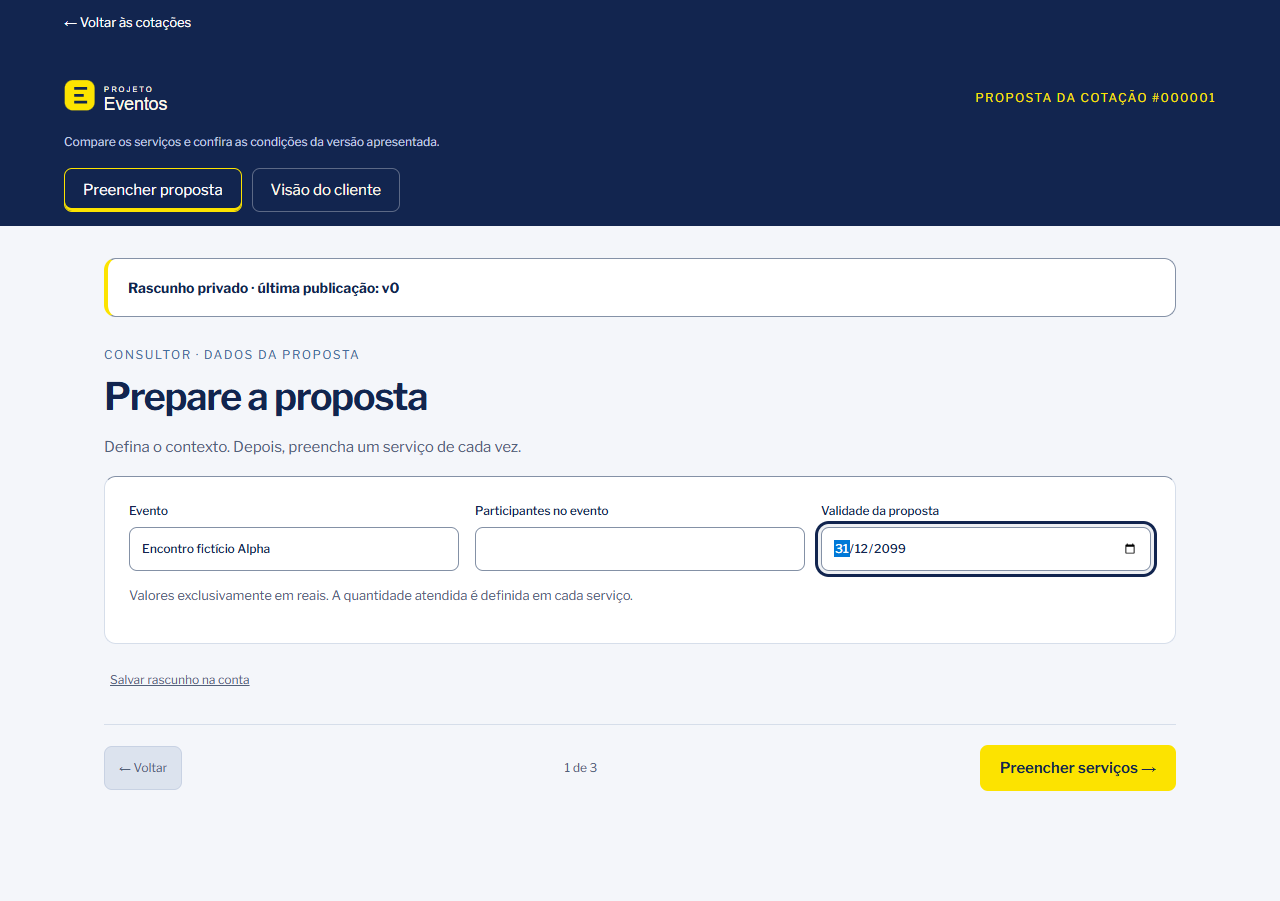 ← Voltar às cotações
PROJETO
Eventos
PROPOSTA DA COTAÇÃO #000001
Compare os serviços e confira as condições da versão apresentada.
Preencher proposta
Visão do cliente
Rascunho privado · última publicação: v0
CONSULTOR · DADOS DA PROPOSTA
Prepare a proposta
Defina o contexto. Depois, preencha um serviço de cada vez.
Evento
Participantes no evento
Validade da proposta
Encontro fictício Alpha
31/12/2099
Valores exclusivamente em reais. A quantidade atendida é definida em cada serviço.
Salvar rascunho na conta
← Voltar
1 de 3
Preencher serviços →